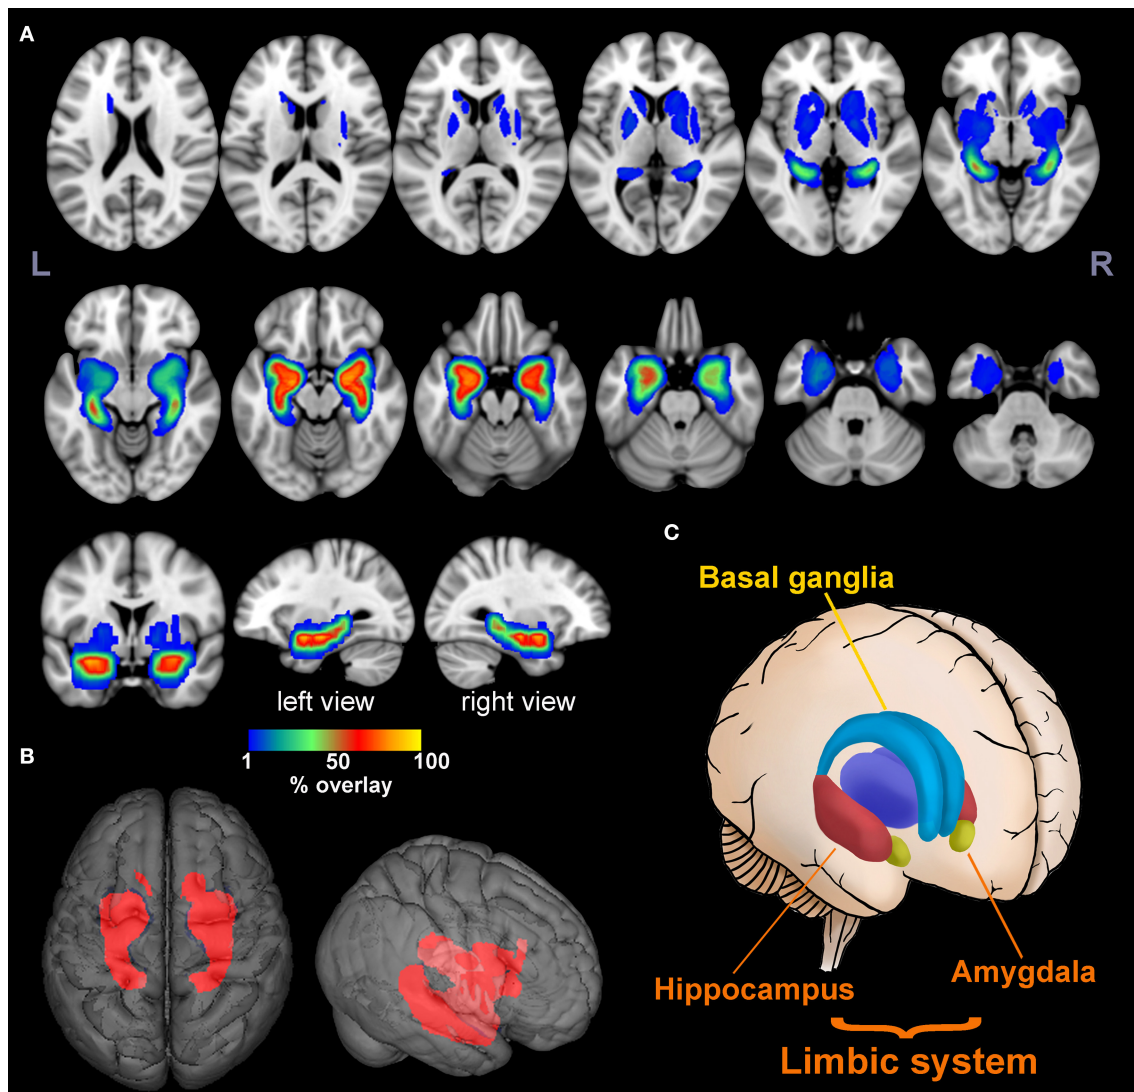 A
L
R
left view
right view
1
50
100
% overlay
B
C
Basal ganglia
Hippocampus
Amygdala
Limbic system